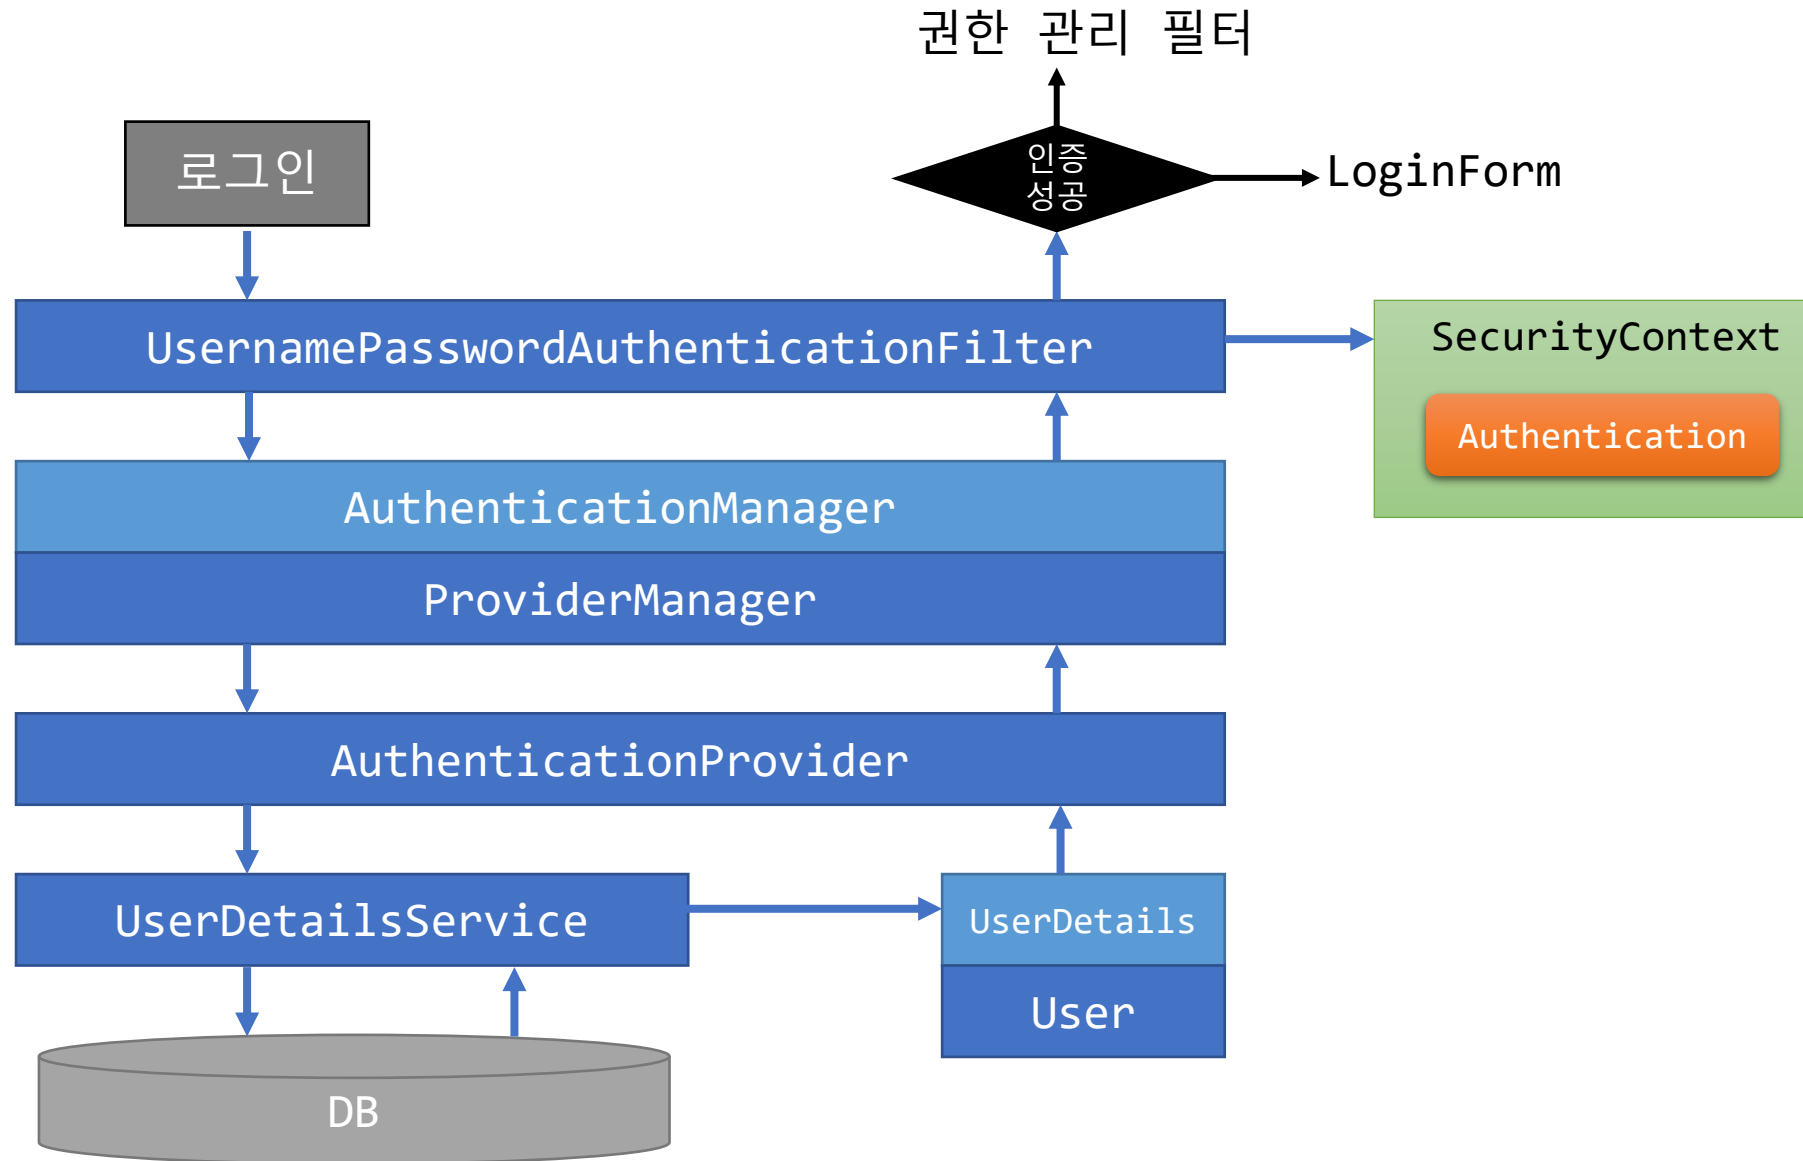 권한 관리 필터
로그인
인증
성공
LoginForm
UsernamePasswordAuthenticationFilter
SecurityContext
Authentication
AuthenticationManager
ProviderManager
AuthenticationProvider
UserDetailsService
UserDetails
User
DB